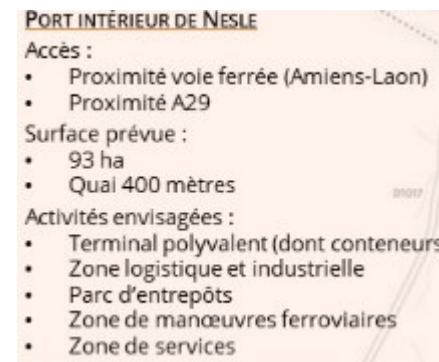 PORT INTÉRIEUR DE NESLE
Accès :
• Proximité voie ferrée (Amiens-Laon)
• Proximité A29
Surface prévue :
• 93 ha
• Quai 400 mètres
D1017
Activités envisagées :
• Terminal polyvalent (dont conteneurs
• Zone logistique et industrielle
• Parc d'entrepôts
• Zone de manœuvres ferroviaires
• Zone de services